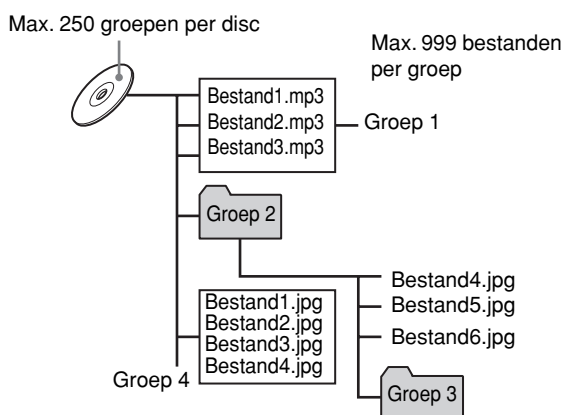 Max. 250 groepen per disc
Max. 999 bestanden
per groep
Bestand1.mp3
Bestand2.mp3
Bestand3.mp3
Groep 1
Groep 2
Bestand4.jpg
Bestand5.jpg
Bestand6.jpg
Bestand1.jpg
Bestand2.jpg
Bestand3.jpg
Bestand4.jpg
Groep 4
Groep 3